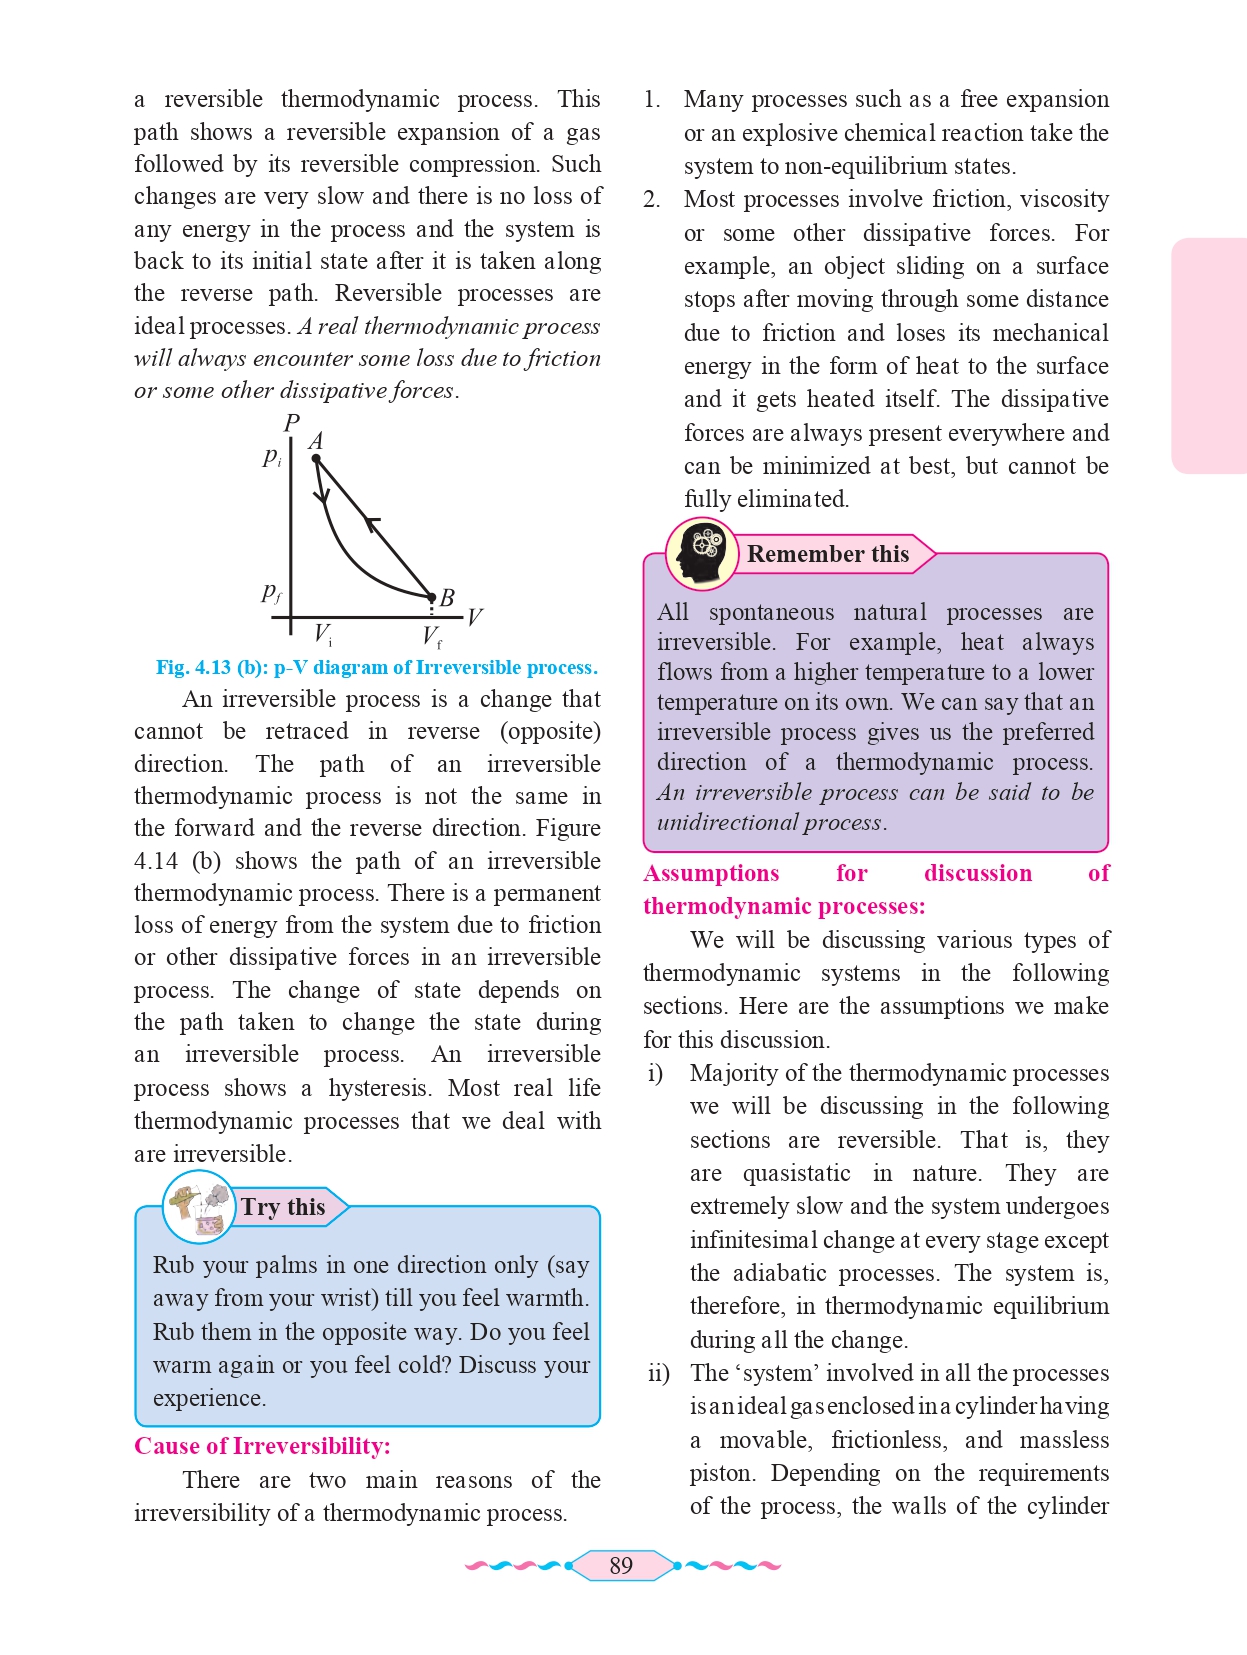 a reversible thermodynamic process. This
path shows a reversible expansion of a gas
followed by its reversible compression. Such
changes are very slow and there is no loss of
any energy in the process and the system is
back to its initial state after it is taken along
the reverse path. Reversible processes are
ideal processes. A real thermodynamic process
will always encounter some loss due to friction
or some other dissipative forces.
P
A
pi
pf
B
V
Vi
Vf
Fig. 4.13 (b): p-V diagram of Irreversible process.
An irreversible process is a change that
cannot be retraced in reverse (opposite)
direction. The path of an irreversible
thermodynamic process is not the same in
the forward and the reverse direction. Figure
4.14 (b) shows the path of an irreversible
thermodynamic process. There is a permanent
loss of energy from the system due to friction
or other dissipative forces in an irreversible
process. The change of state depends on
the path taken to change the state during
an irreversible process. An irreversible
process shows a hysteresis. Most real life
thermodynamic processes that we deal with
are irreversible.
Try this
Rub your palms in one direction only (say
away from your wrist) till you feel warmth.
Rub them in the opposite way. Do you feel
warm again or you feel cold? Discuss your
experience.
Cause of Irreversibility:
There are two main reasons of the
irreversibility of a thermodynamic process.
1. Many processes such as a free expansion
or an explosive chemical reaction take the
system to non-equilibrium states.
2. Most processes involve friction, viscosity
or some other dissipative forces. For
example, an object sliding on a surface
stops after moving through some distance
due to friction and loses its mechanical
energy in the form of heat to the surface
and it gets heated itself. The dissipative
forces are always present everywhere and
can be minimized at best, but cannot be
fully eliminated.
Remember this
All spontaneous natural processes are
irreversible. For example, heat always
flows from a higher temperature to a lower
temperature on its own. We can say that an
irreversible process gives us the preferred
direction of a thermodynamic process.
An irreversible process can be said to be
unidirectional process.
Assumptions for discussion of
thermodynamic processes:
We will be discussing various types of
thermodynamic systems in the following
sections. Here are the assumptions we make
for this discussion.
i) Majority of the thermodynamic processes
we will be discussing in the following
sections are reversible. That is, they
are quasistatic in nature. They are
extremely slow and the system undergoes
infinitesimal change at every stage except
the adiabatic processes. The system is,
therefore, in thermodynamic equilibrium
during all the change.
ii) The ‘system’ involved in all the processes
is an ideal gas enclosed in a cylinder having
a movable, frictionless, and massless
piston. Depending on the requirements
of the process, the walls of the cylinder
89